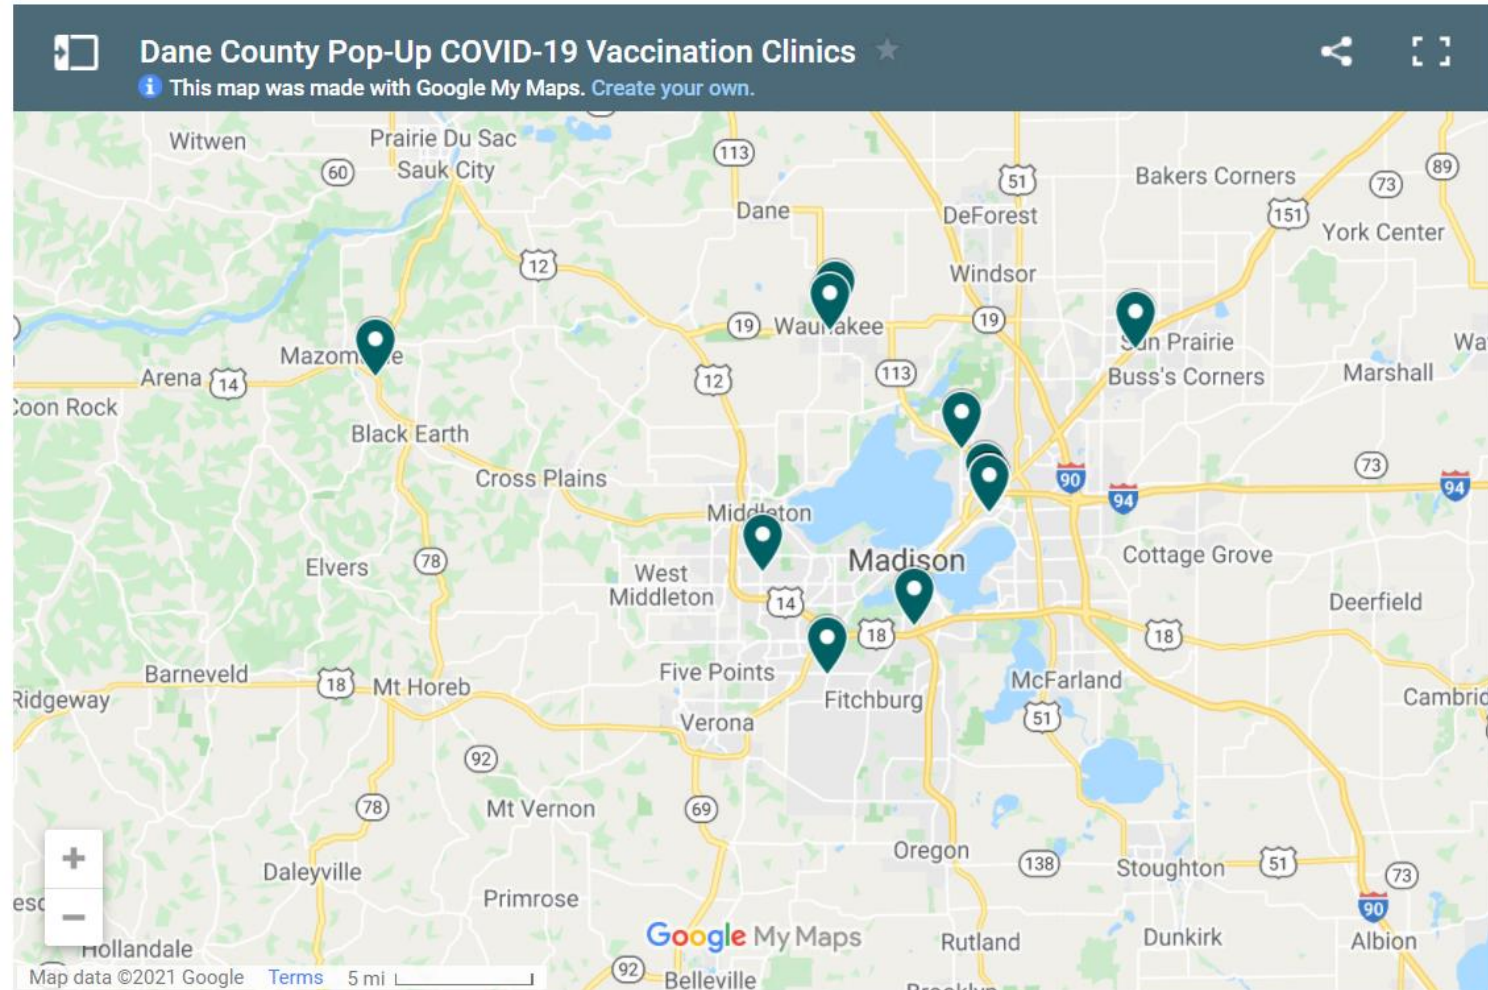 Dane County Pop-Up COVID-19 Vaccination Clinics
This map was made with Google My Maps. Create your own.
Witwen
Prairie Du Sac
113
89
60
Sauk City
51
Bakers Corners
73
Dane
DeForest
151
York Center
12
Windsor
19
Waunakee
19
Sun Prairie
Mazomanie
Arena
14
12
113
Buss's Corners
Marshall
Coon Rock
Black Earth
Cross Plains
73
90
94
94
Middleton
78
Elvers
West
Middleton
Madison
Cottage Grove
14
Deerfield
18
18
Barneveld
18
Mt Horeb
Five Points
McFarland
Ridgeway
Fitchburg
Verona
51
92
78
Mt Vernon
69
Oregon
138
Stoughton
51
73
Daleyville
Primrose
90
Hollandale
Google My Maps
Rutland
Dunkirk
Albion
92
Belleville
+
−
Map data ©2021 Google Terms 5 mi